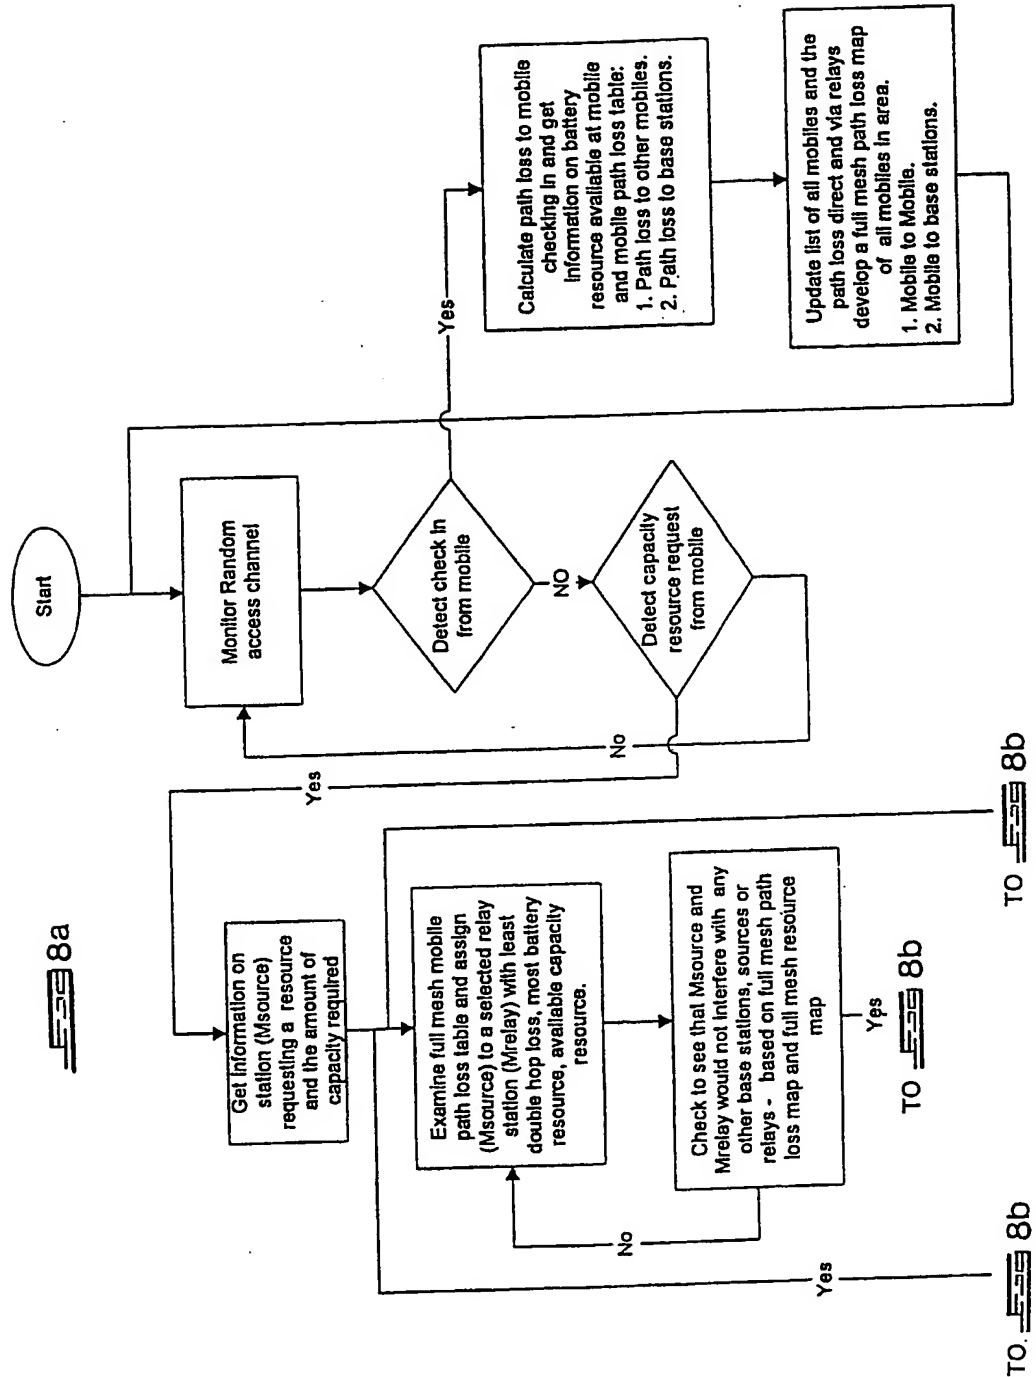 Fig 8a
Start
Monitor Random
access channel
Detect check in
from mobile
Yes
Calculate path loss to mobile
checking in and get
information on battery
resource available at mobile
and mobile path loss table:
1. Path loss to other mobiles.
2. Path loss to base stations.
Update list of all mobiles and the
path loss direct and via relays
develop a full mesh path loss map
of all mobiles in area.
1. Mobile to Mobile.
2. Mobile to base stations.
NO
Detect capacity
resource request
from mobile
No
Yes
Get information on
station (Msource)
requesting a resource
and the amount of
capacity required
Examine full mesh mobile
path loss table and assign
(Msource) to a selected relay
station (Mrelay) with least
double hop loss, most battery
resource, available capacity
resource.
Check to see that Msource and
Mrelay would not interfere with any
other base stations, sources or
relays - based on full mesh path
loss map and full mesh resource
map
No
Yes
Yes
TO. Fig 8b
TO Fig 8b
TO Fig 8b